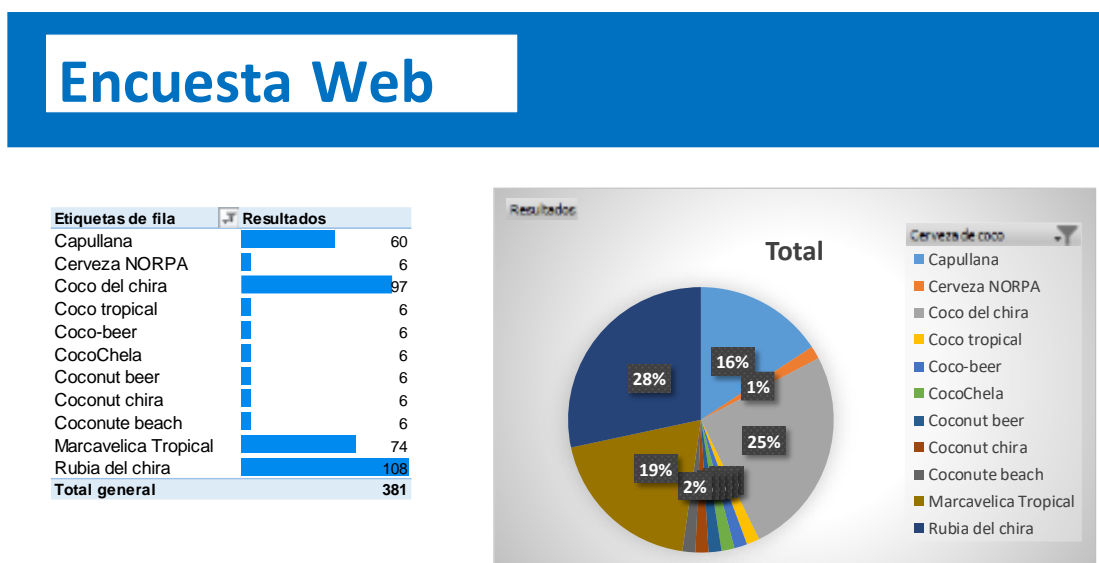 Encuesta Web
Etiquetas de fila Resultados
Capullana 60
Cerveza NORPA 6
Coco del chira 97
Coco tropical 6
Coco-beer 6
CocoChela 6
Coconut beer 6
Coconut chira 6
Coconute beach 6
Marcavelica Tropical 74
Rubia del chira 108
Total general 381
Resultados
Total
16%
1%
28%
25%
19%
2%
Cerveza de coco
Capullana
Cerveza NORPA
Coco del chira
Coco tropical
Coco-beer
CocoChela
Coconut beer
Coconut chira
Coconute beach
Marcavelica Tropical
Rubia del chira